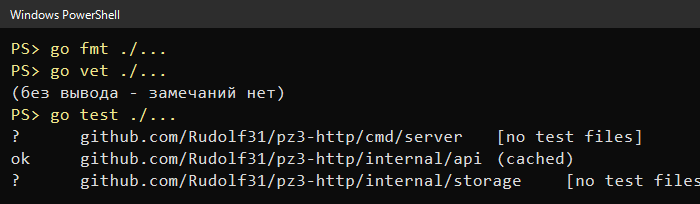 Windows PowerShell
PS> go fmt ./...
PS> go vet ./...
(без вывода - замечаний нет)
PS> go test ./...
? github.com/Rudolf31/pz3-http/cmd/server [no test files]
ok github.com/Rudolf31/pz3-http/internal/api (cached)
? github.com/Rudolf31/pz3-http/internal/storage [no test files